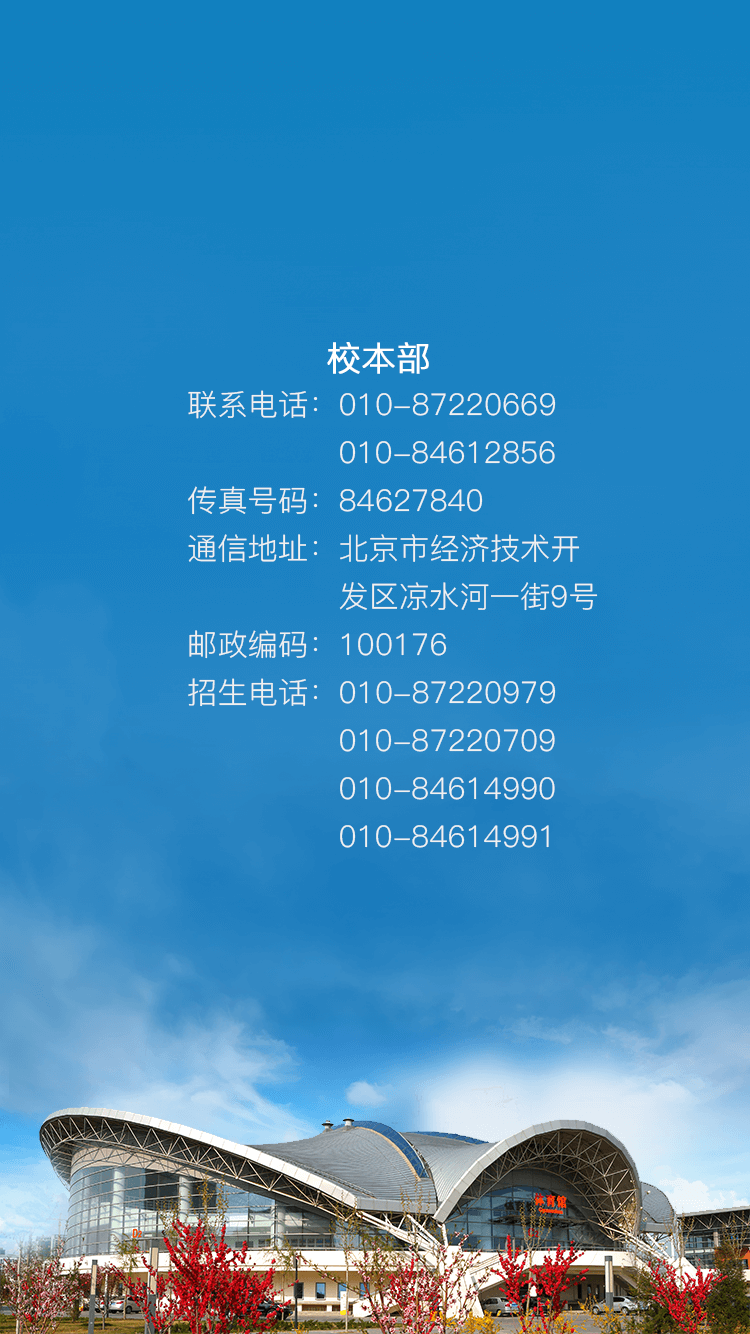 校本部
联系电话：010-87220669
010-84612856
传真号码：84627840
通信地址：北京市经济技术开
发区凉水河一街9号
邮政编码：100176
招生电话：010-87220979
010-87220709
010-84614990
010-84614991
体育馆